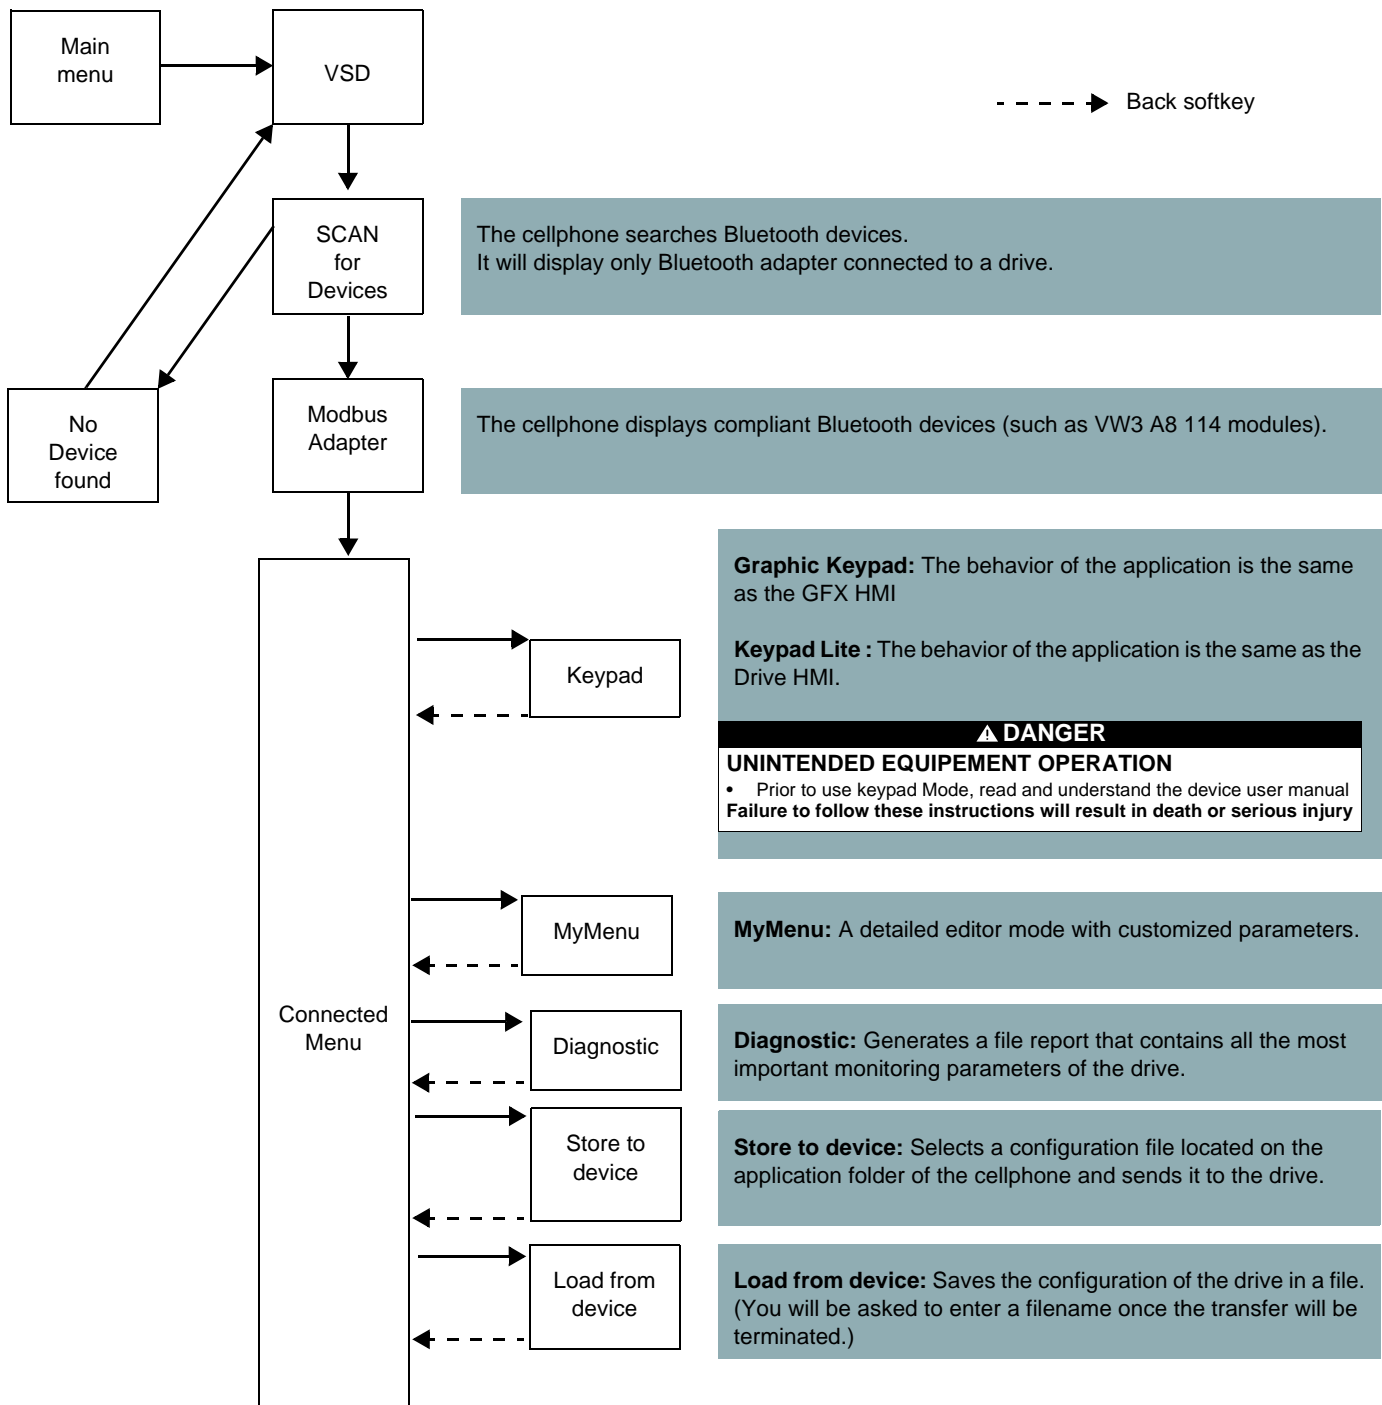 Main
menu
VSD
Back softkey
SCAN
for
Devices
The cellphone searches Bluetooth devices.
It will display only Bluetooth adapter connected to a drive.
No
Device
found
Modbus
Adapter
The cellphone displays compliant Bluetooth devices (such as VW3 A8 114 modules).
Connected
Menu
Keypad
Graphic Keypad: The behavior of the application is the same
as the GFX HMI
Keypad Lite : The behavior of the application is the same as the
Drive HMI.
DANGER
UNINTENDED EQUIPEMENT OPERATION
• Prior to use keypad Mode, read and understand the device user manual
Failure to follow these instructions will result in death or serious injury
MyMenu
MyMenu: A detailed editor mode with customized parameters.
Diagnostic
Diagnostic: Generates a file report that contains all the most
important monitoring parameters of the drive.
Store to
device
Store to device: Selects a configuration file located on the
application folder of the cellphone and sends it to the drive.
Load from
device
Load from device: Saves the configuration of the drive in a file.
(You will be asked to enter a filename once the transfer will be
terminated.)